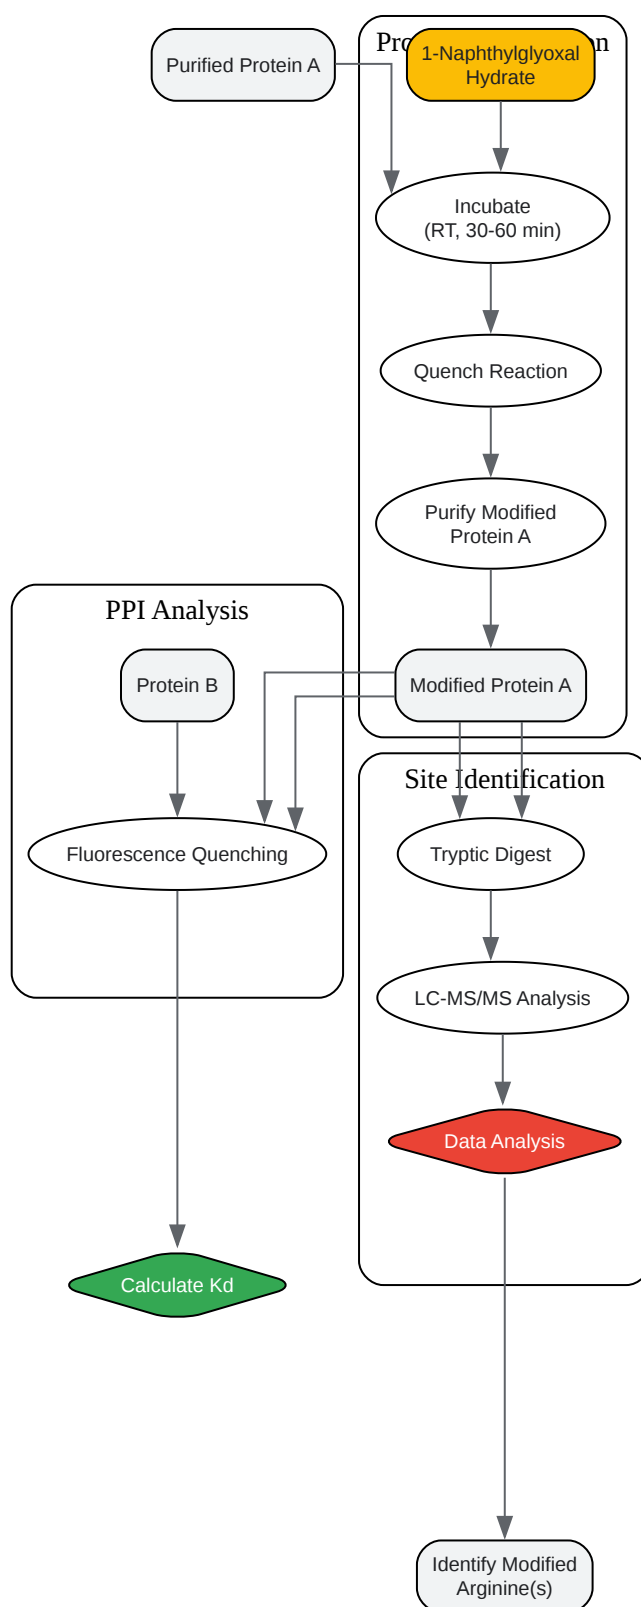 Purified Protein A
1-Naphthylglyoxal
Hydrate
Incubate
(RT, 30-60 min)
Quench Reaction
Purify Modified
Protein A
PPI Analysis
Protein B
Modified Protein A
Site Identification
Fluorescence Quenching
Tryptic Digest
LC-MS/MS Analysis
Data Analysis
Calculate Kd
Identify Modified
Arginine(s)